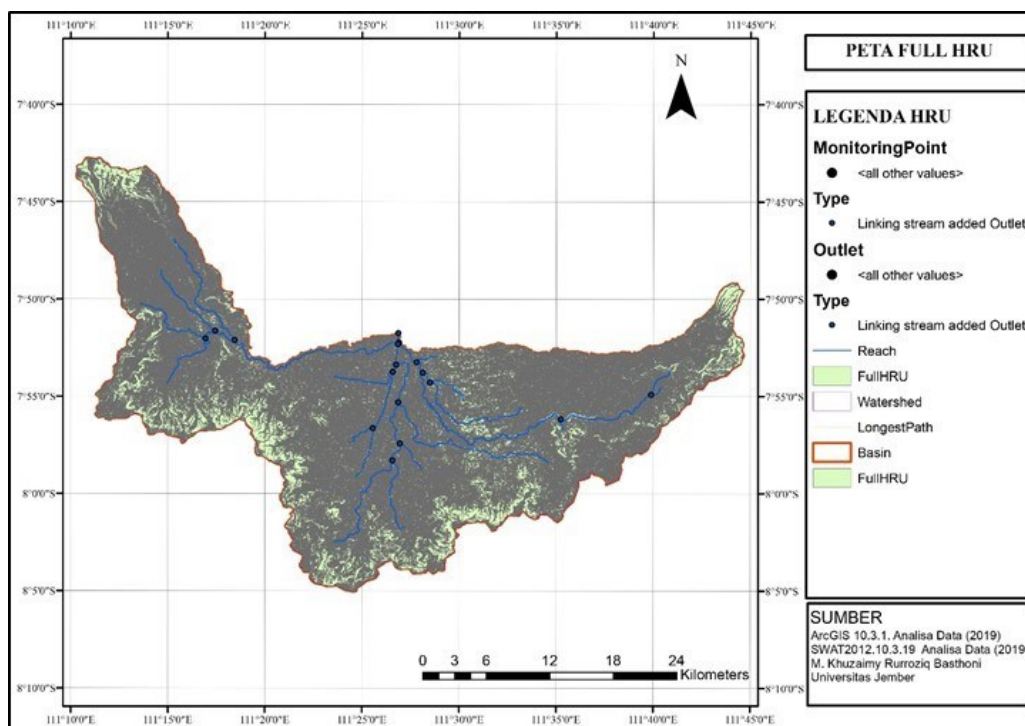 111°10'0"E 111°15'0"E 111°20'0"E 111°25'0"E 111°30'0"E 111°35'0"E 111°40'0"E 111°45'0"E
PETA FULL HRU
N
7°40'0"S 7°40'0"S
LEGENDA HRU
MonitoringPoint
<all other values>
Type
Linking stream added Outlet
Outlet
<all other values>
Type
Linking stream added Outlet
Reach
FullHRU
Watershed
LongestPath
Basin
FullHRU
7°45'0"S 7°45'0"S
7°50'0"S 7°50'0"S
7°55'0"S 7°55'0"S
8°0'0"S 8°0'0"S
8°5'0"S 8°5'0"S
8°10'0"S 8°10'0"S
0 3 6 12 18 24
Kilometers
111°10'0"E 111°15'0"E 111°20'0"E 111°25'0"E 111°30'0"E 111°35'0"E 111°40'0"E 111°45'0"E
SUMBER
ArcGIS 10.3.1. Analisa Data (2019)
SWAT2012.10.3.19 Analisa Data (2019
M. Khuzaimy Rurroziq Basthoni
Universitas Jember